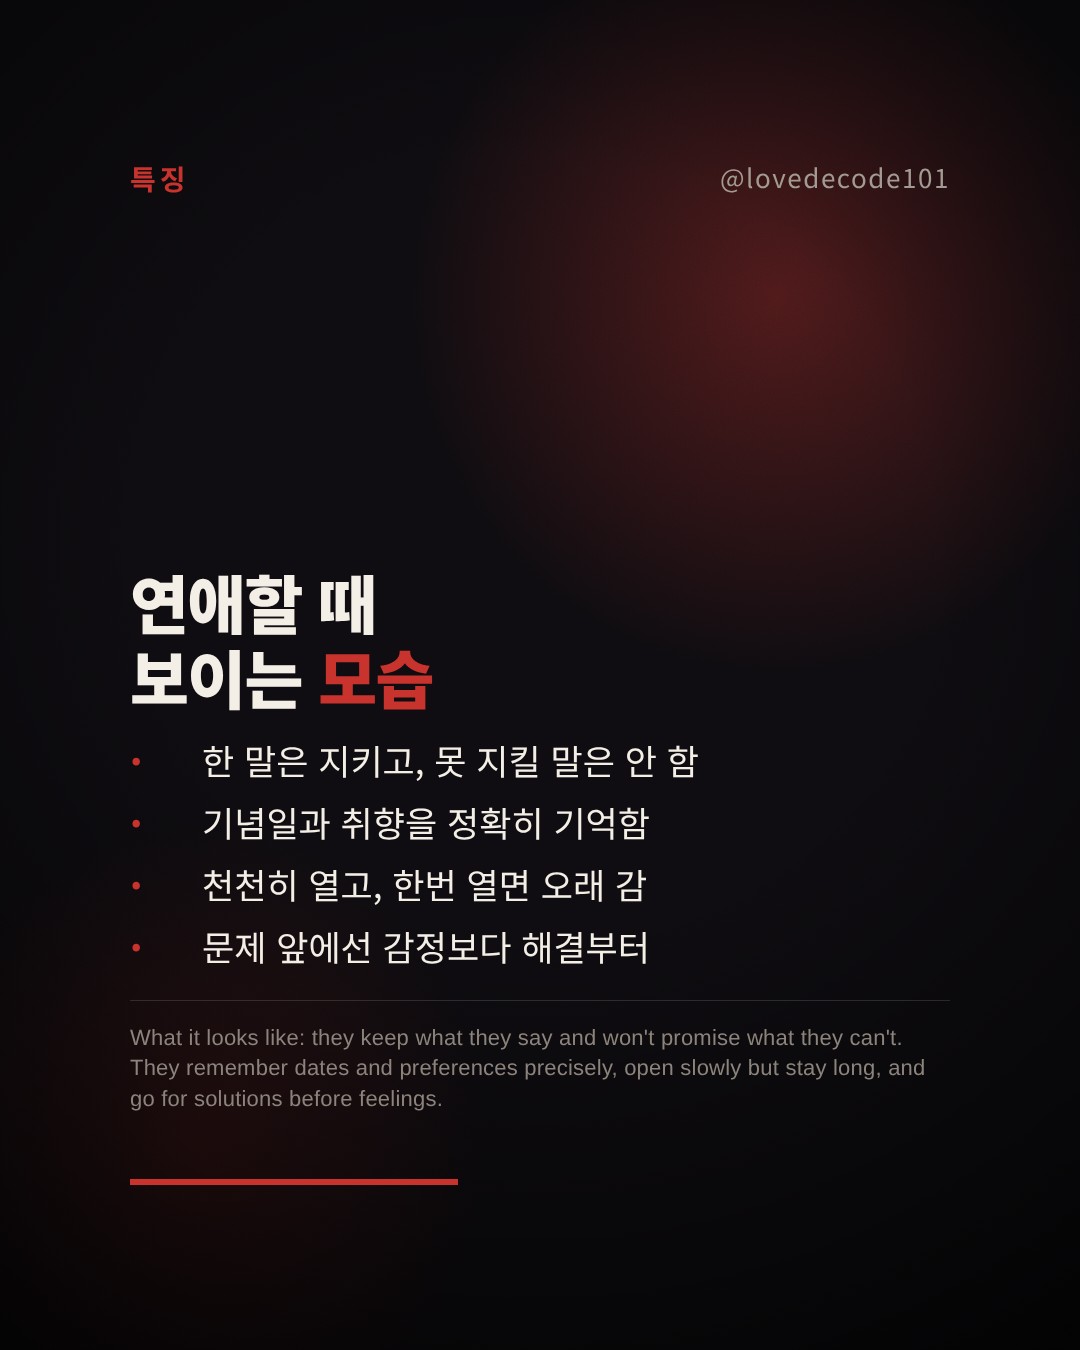 특징
@lovedecode101
연애할 때
보이는 모습
• 한 말은 지키고, 못 지킬 말은 안 함
• 기념일과 취향을 정확히 기억함
• 천천히 열고, 한번 열면 오래 감
• 문제 앞에선 감정보다 해결부터
What it looks like: they keep what they say and won't promise what they can't.
They remember dates and preferences precisely, open slowly but stay long, and
go for solutions before feelings.